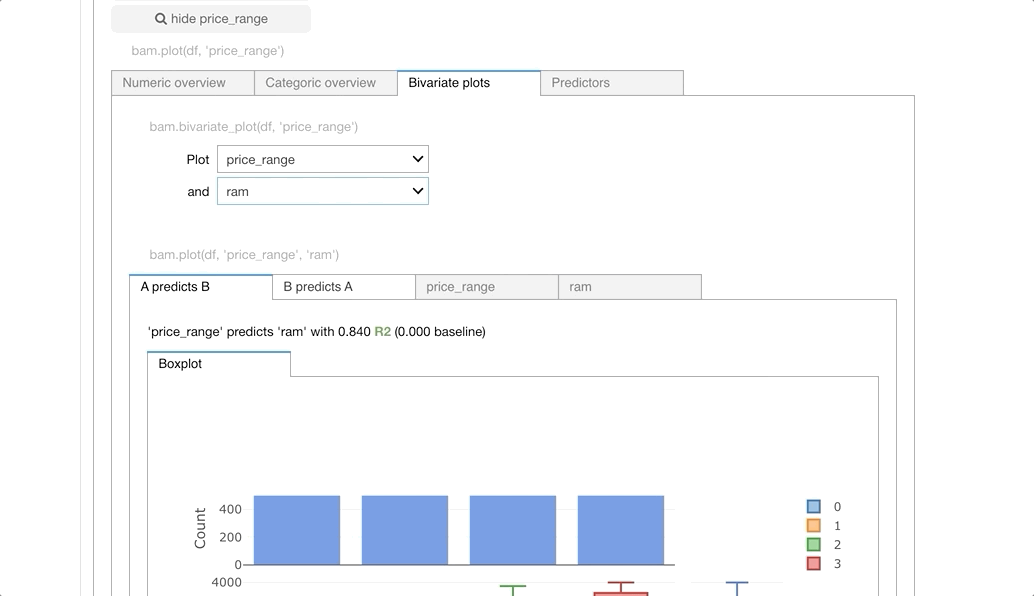 hide price_range
bam.plot(df, 'price_range')
Numeric overview Categoric overview Bivariate plots Predictors
bam.bivariate_plot(df, 'price_range')
Plot price_range
and ram
bam.plot(df, 'price_range', 'ram')
A predicts B B predicts A price_range ram
'price_range' predicts 'ram' with 0.840 R2 (0.000 baseline)
Boxplot
Count
400
200
0
4000
0
1
2
3